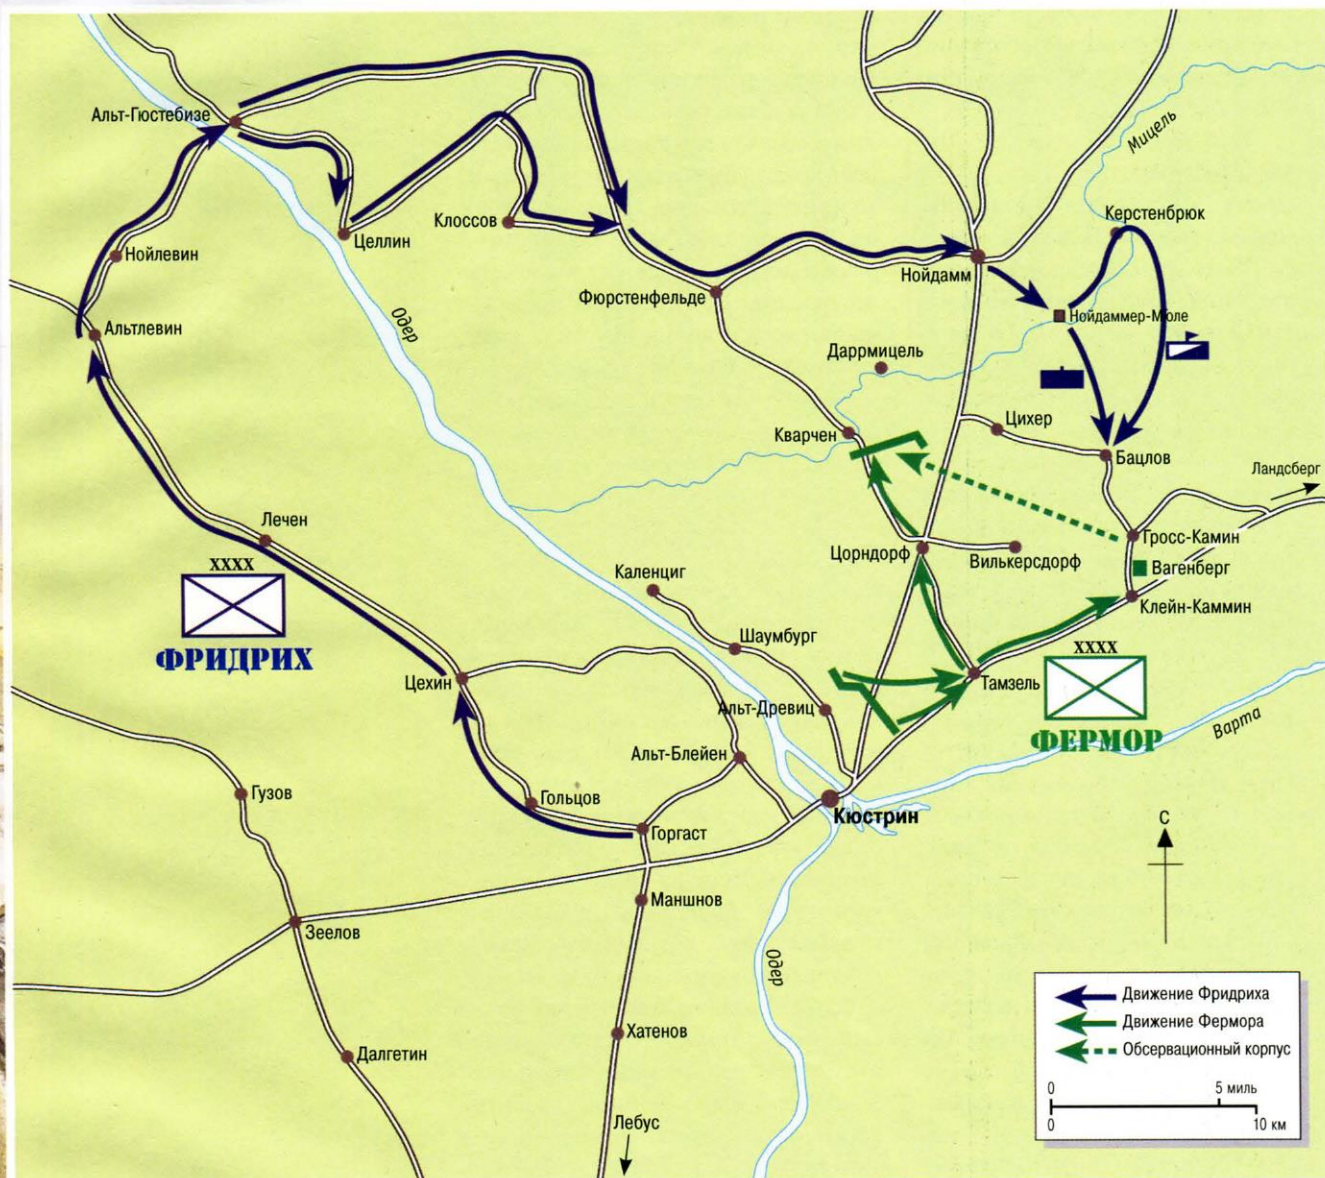 Альт-Гюстебизе
Мицель
Клоссов
Керстенбрюк
Целлин
Нойлевин
Нойдамм
Фюрстенфельде
Нойдаммер-Мюле
Одер
Альтлевин
Даррмицель
Цихер
Кварчен
Бацлов
Ландсберг
Лечен
Гросс-Камин
Цорндорф
Вилькерсдорф
Вагенберг
XXXX
Каленциг
Клейн-Каммин
Шаумбург
XXXX
ФРИДРИХ
Цехин
Тамзель
Альт-Древиц
Варта
ФЕРМОР
Альт-Блейен
Гузов
Гольцов
Кюстрин
С
Горгаст
Маншнов
Зеелов
Одер
Движение Фридриха
Движение Фермора
Хатенов
Обсервационный корпус
Далгетин
0 5 миль
Лебус
0 10 км